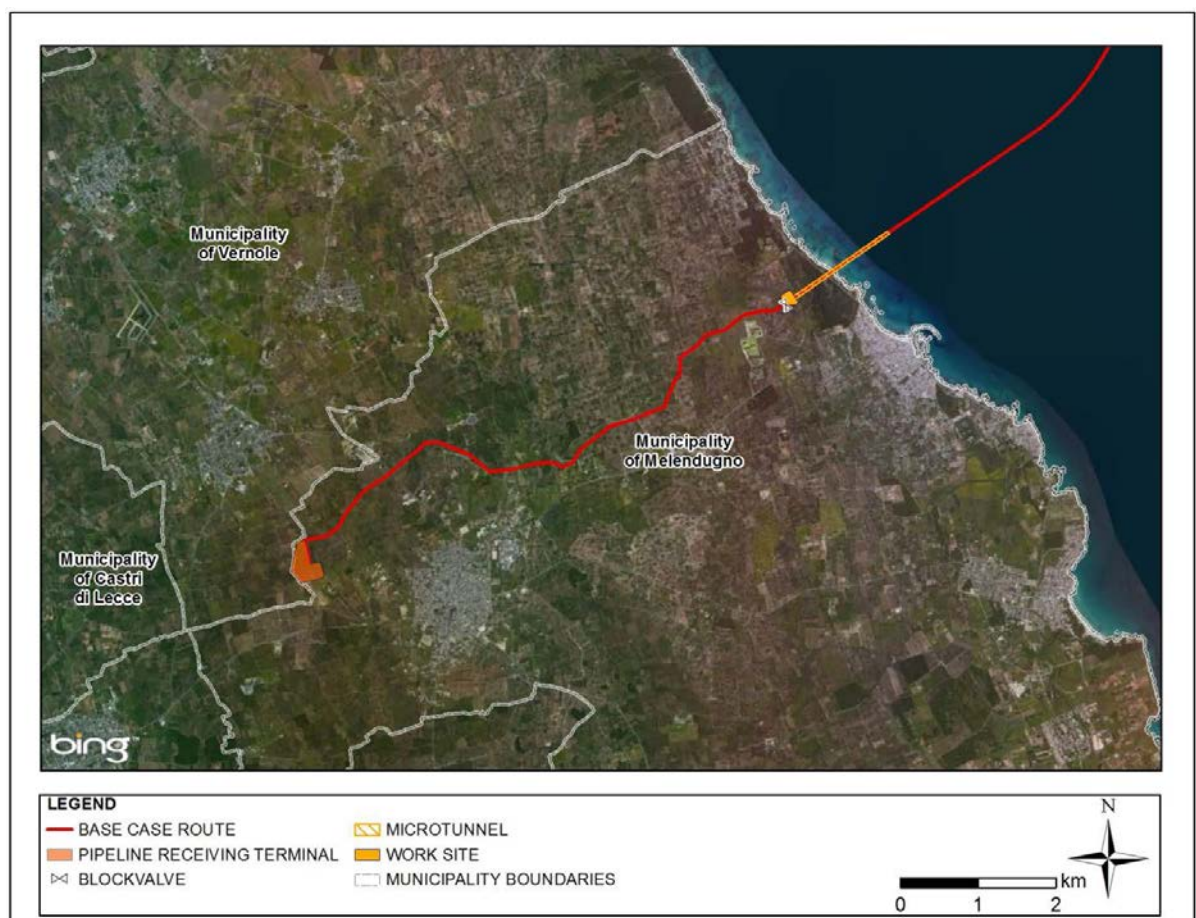 Municipality
of Vernole
Municipality
of Melendugno
Municipality
of Castri
di Lecce
bing
LEGEND
BASE CASE ROUTE
MICROTUNNEL
PIPELINE RECEIVING TERMINAL
WORK SITE
BLOCKVALVE
MUNICIPALITY BOUNDARIES
N
km
0 1 2